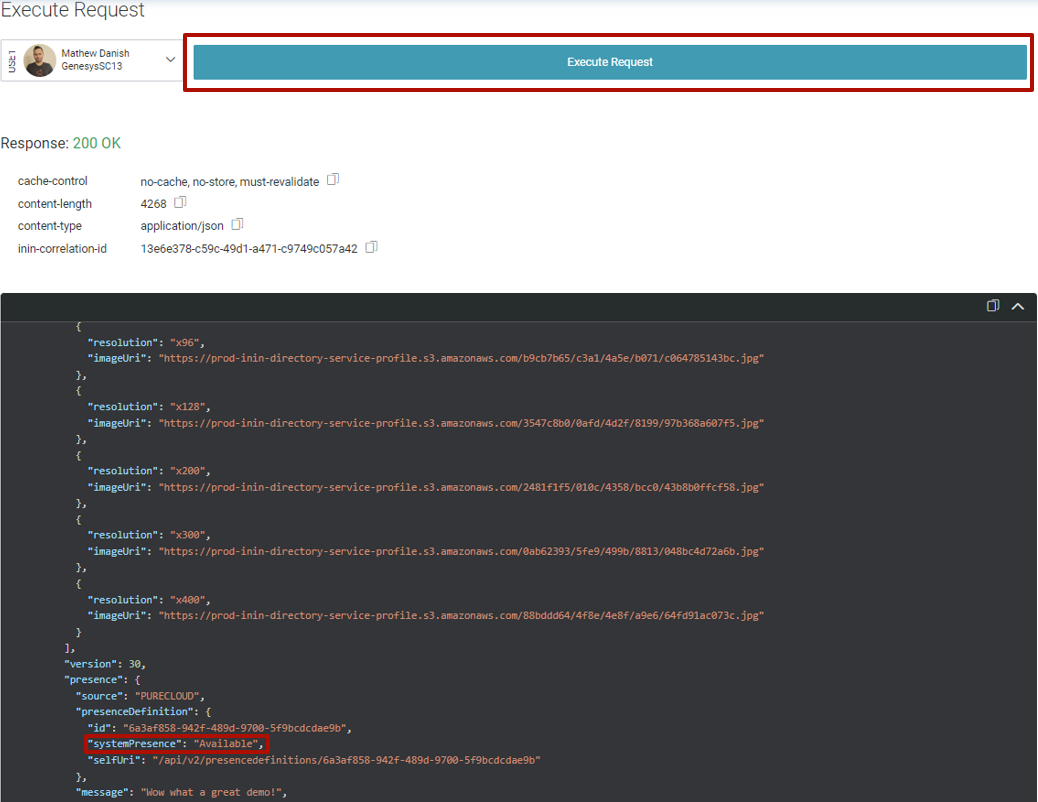 Execute Request
USER
Mathew Danish
GenesysSC13
Execute Request
Response: 200 OK
cache-control no-cache, no-store, must-revalidate
content-length 4268
content-type application/json
inin-correlation-id 13e6e378-c59c-49d1-a471-c9749c057a42
{
"resolution": "x96",
"imageUri": "https://prod-inin-directory-service-profile.s3.amazonaws.com/b9cb7b65/c3a1/4a5e/b071/c064785143bc.jpg"
},
{
"resolution": "x128",
"imageUri": "https://prod-inin-directory-service-profile.s3.amazonaws.com/3547c8b0/0afd/4d2f/8199/97b368a607f5.jpg"
},
{
"resolution": "x200",
"imageUri": "https://prod-inin-directory-service-profile.s3.amazonaws.com/2481f1f5/010c/4358/bcc0/43b8b0ffcf58.jpg"
},
{
"resolution": "x300",
"imageUri": "https://prod-inin-directory-service-profile.s3.amazonaws.com/0ab62393/5fe9/499b/8813/048bc4d72a6b.jpg"
},
{
"resolution": "x400",
"imageUri": "https://prod-inin-directory-service-profile.s3.amazonaws.com/88bddd64/4f8e/4e8f/a9e6/64fd91ac073c.jpg"
}
],
"version": 30,
"presence": {
"source": "PURECLOUD",
"presenceDefinition": {
"id": "6a3af858-942f-489d-9700-5f9bcdcdae9b",
"systemPresence": "Available",
"selfUri": "/api/v2/presencedefinitions/6a3af858-942f-489d-9700-5f9bcdcdae9b"
},
"message": "Wow what a great demo!",